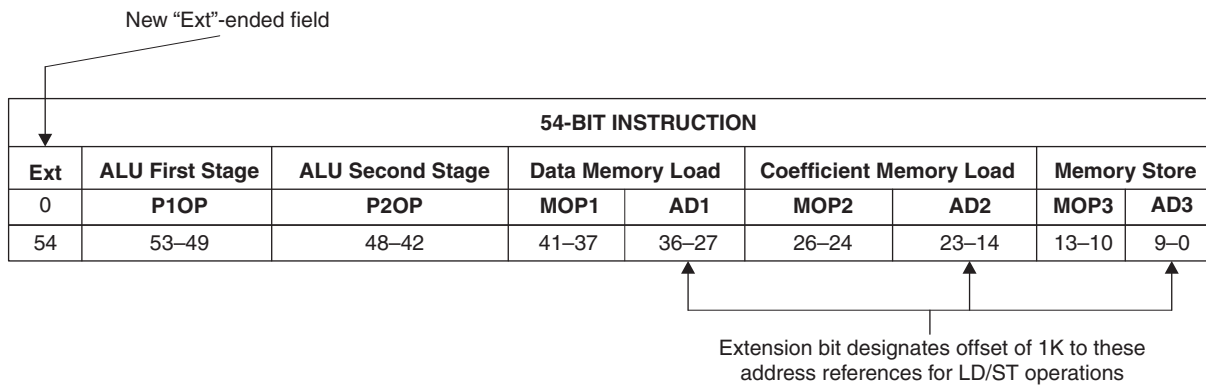 New “Ext”-ended field
54-BIT INSTRUCTION
Ext ALU First Stage ALU Second Stage Data Memory Load Coefficient Memory Load Memory Store
0 P1OP P2OP MOP1 AD1 MOP2 AD2 MOP3 AD3
54 53–49 48–42 41–37 36–27 26–24 23–14 13–10 9–0
Extension bit designates offset of 1K to these
address references for LD/ST operations